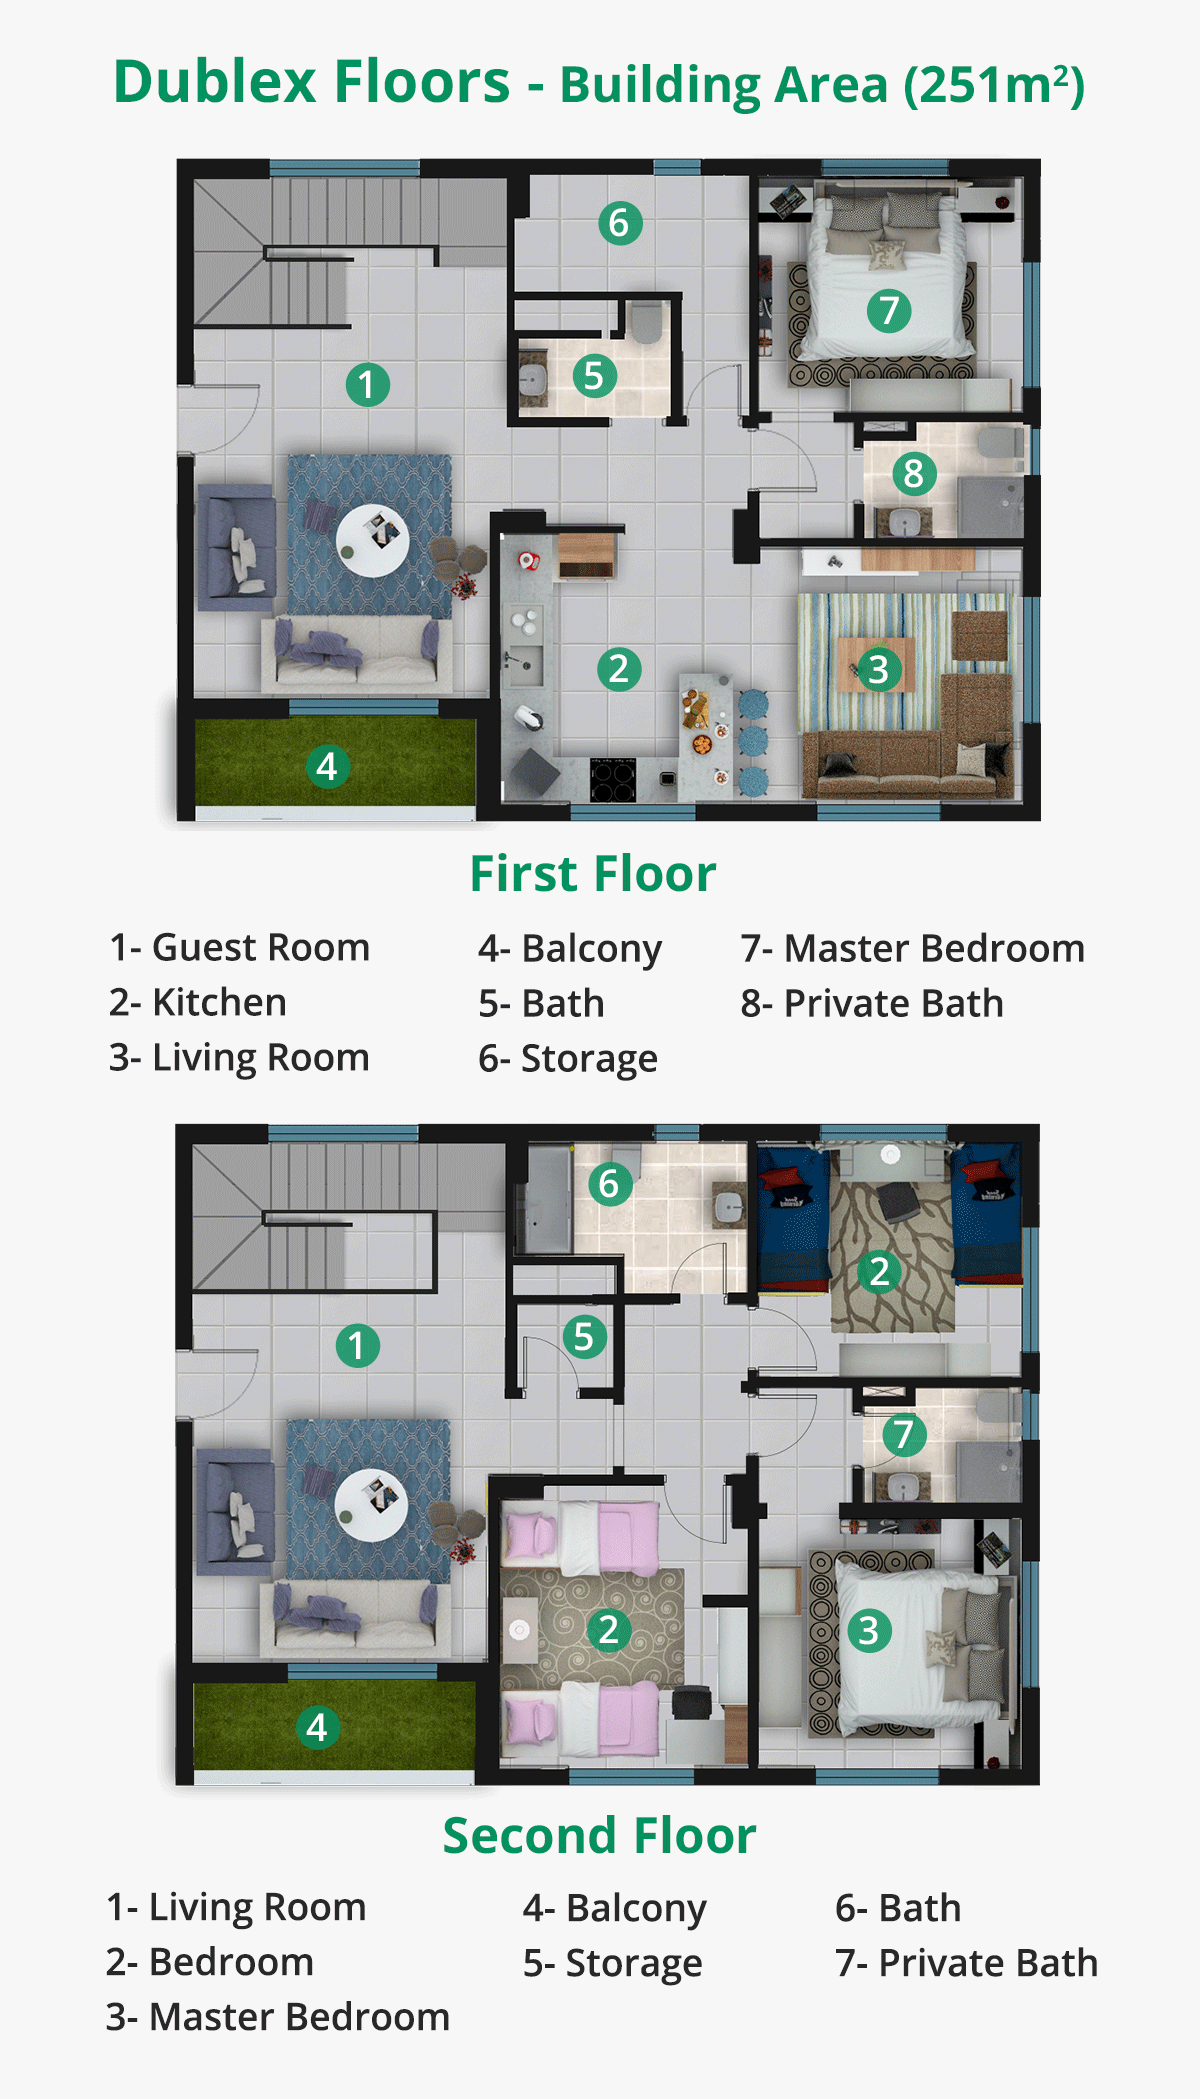 Dublex Floors - Building Area (251m²)
6
7
1
5
8
2
3
4
First Floor
1- Guest Room
2- Kitchen
3- Living Room
4- Balcony
5- Bath
6- Storage
7- Master Bedroom
8- Private Bath
6
2
1
5
7
2
3
4
Second Floor
1- Living Room
2- Bedroom
3- Master Bedroom
4- Balcony
5- Storage
6- Bath
7- Private Bath